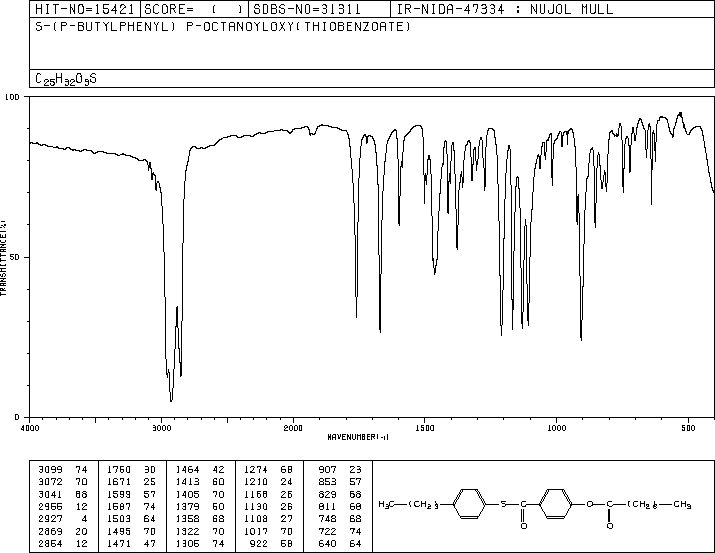 HIT-NO=15421 SCORE= ( ) SDBS-NO=31311 IR-NIDA-47334 : NUJOL MULL
S-(P-BUTYLPHENYL) P-OCTANOYLOXY(THIOBENZOATE)
C25H32O3S
100
50
0
TRANSMITTANCE(%)
4000 3000 2000 1500 1000 500
WAVENUMBER(-1)
3099 74 1760 30 1464 42 1274 68 907 23
3072 70 1671 25 1413 60 1210 24 853 57
3041 68 1599 57 1405 70 1168 26 829 68
2955 12 1587 74 1379 50 1130 26 811 68
2927 4 1503 64 1358 68 1108 27 748 68
2869 20 1495 70 1322 70 1017 70 722 74
2854 12 1471 47 1305 74 922 58 640 64
H3C-(CH2)3 S-C O-C-(CH2)6-CH3
O O